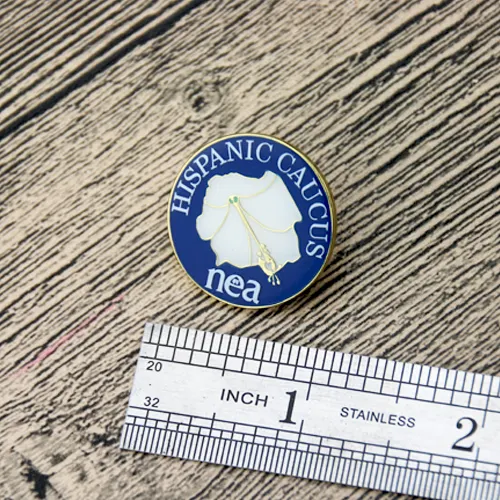 HISPANIC CAUCUS
nea
20
32
INCH 1 STAINLESS 2